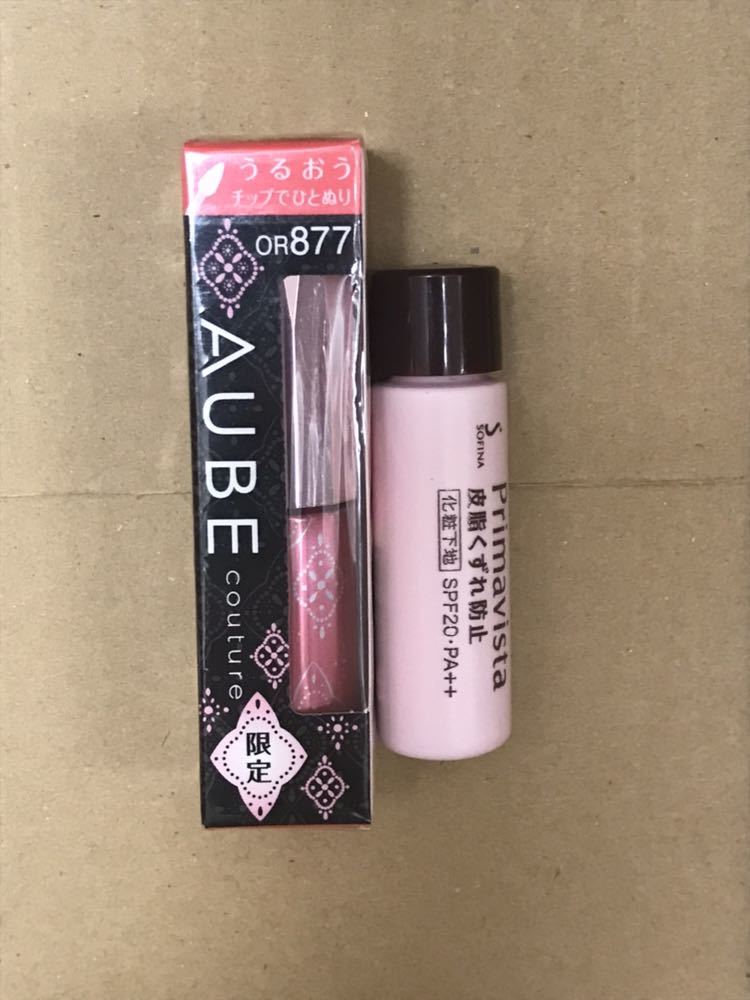 うるおう
チップでひとぬり
OR877
AUBE
couture
限定
S
SOFINA
Primavista
皮脂くずれ防止
化粧下地 SPF20・PA++